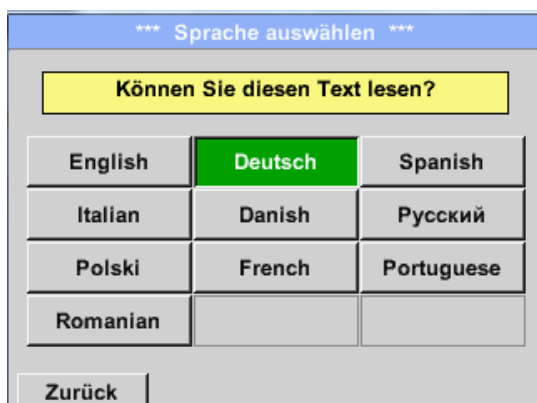 *** Sprache auswählen ***
Können Sie diesen Text lesen?
English Deutsch Spanish
Italian Danish Русский
Polski French Portuguese
Romanian
Zurück